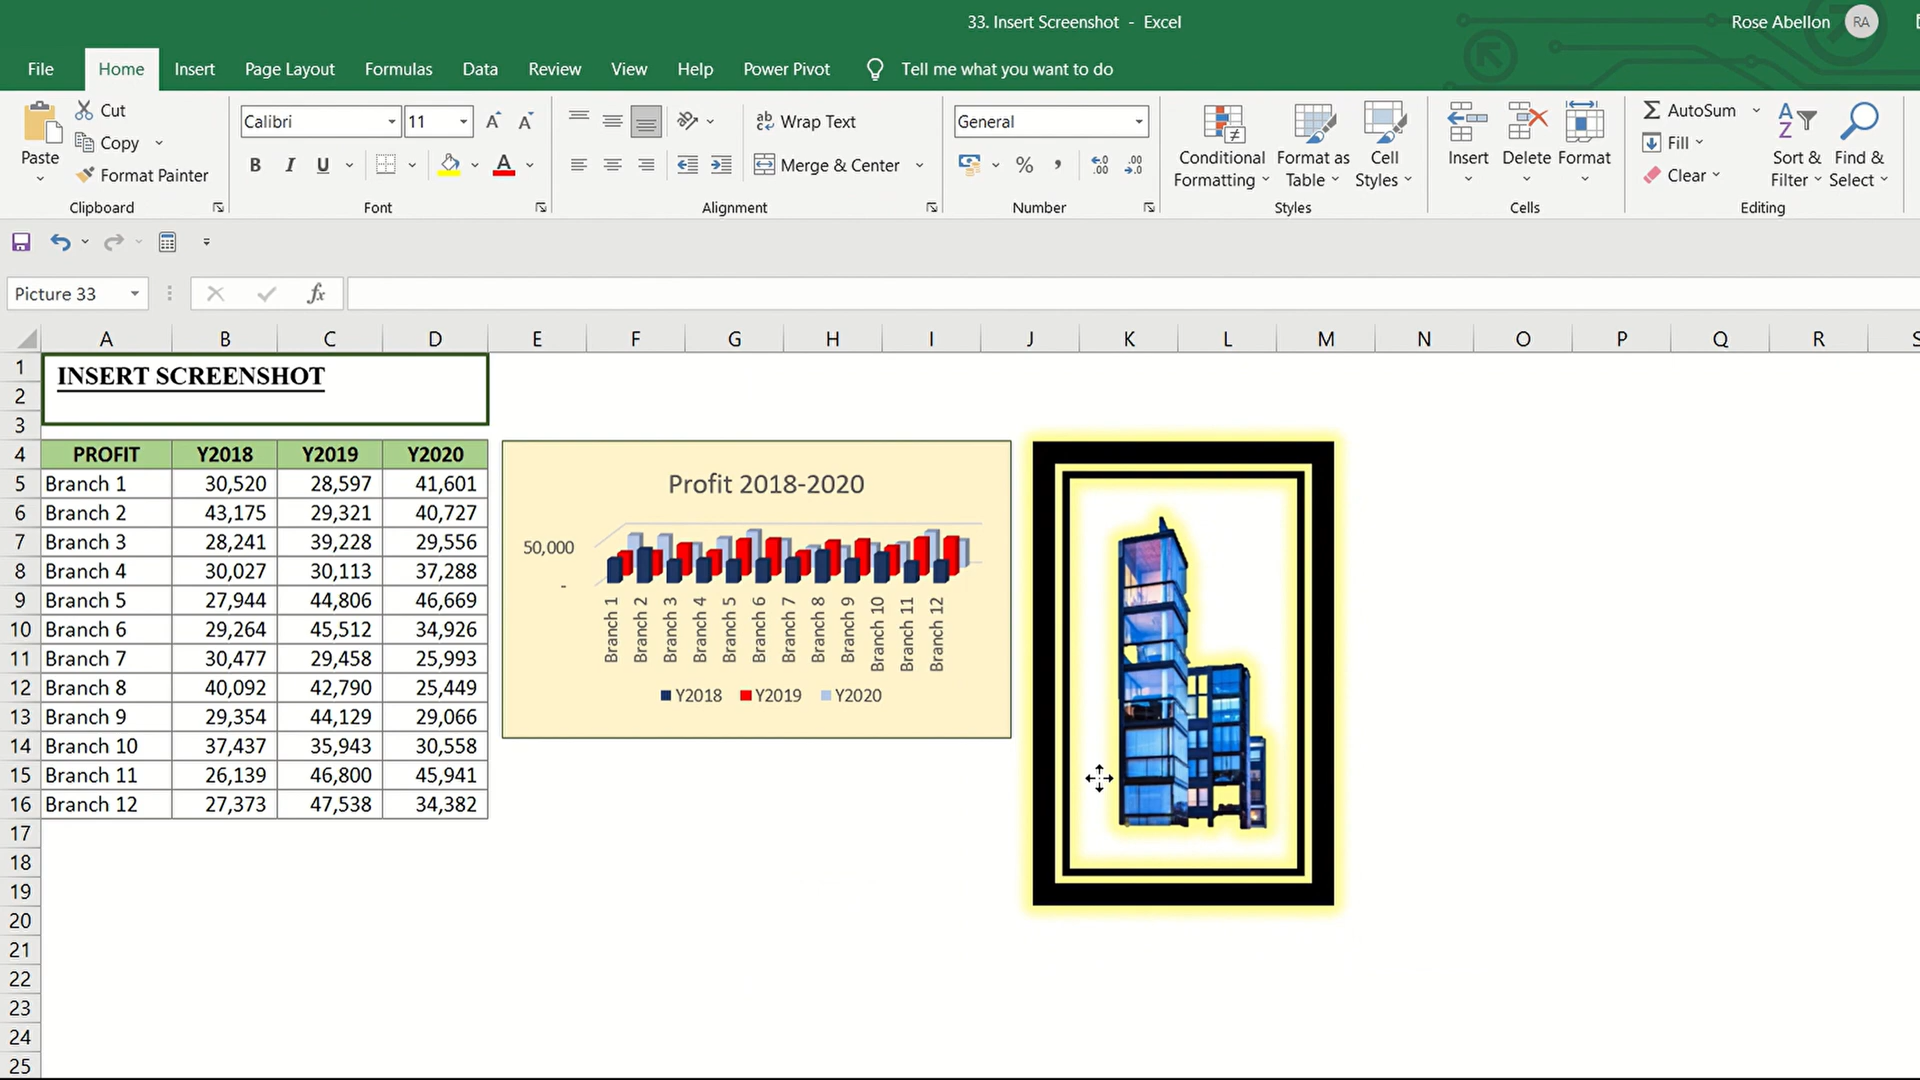 33. Insert Screenshot - Excel
Rose Abellon RA
File Home Insert Page Layout Formulas Data Review View Help Power Pivot Tell me what you want to do
Paste
Cut
Copy
Format Painter
Clipboard
Calibri 11
B I U
Font
Wrap Text
Merge & Center
Alignment
General
% ,
Number
Conditional Formatting
Format as Table
Cell Styles
Styles
Insert Delete Format
Cells
AutoSum
Fill
Clear
Sort & Filter
Find & Select
Editing
Picture 33 fx
A B C D E F G H I J K L M N O P Q R S
1 INSERT SCREENSHOT
2
3
4 PROFIT Y2018 Y2019 Y2020
5 Branch 1 30,520 28,597 41,601
6 Branch 2 43,175 29,321 40,727
7 Branch 3 28,241 39,228 29,556
8 Branch 4 30,027 30,113 37,288
9 Branch 5 27,944 44,806 46,669
10 Branch 6 29,264 45,512 34,926
11 Branch 7 30,477 29,458 25,993
12 Branch 8 40,092 42,790 25,449
13 Branch 9 29,354 44,129 29,066
14 Branch 10 37,437 35,943 30,558
15 Branch 11 26,139 46,800 45,941
16 Branch 12 27,373 47,538 34,382
17
18
19
20
21
22
23
24
25
Profit 2018-2020
50,000
-
Branch 1 Branch 2 Branch 3 Branch 4 Branch 5 Branch 6 Branch 7 Branch 8 Branch 9 Branch 10 Branch 11 Branch 12
Y2018 Y2019 Y2020